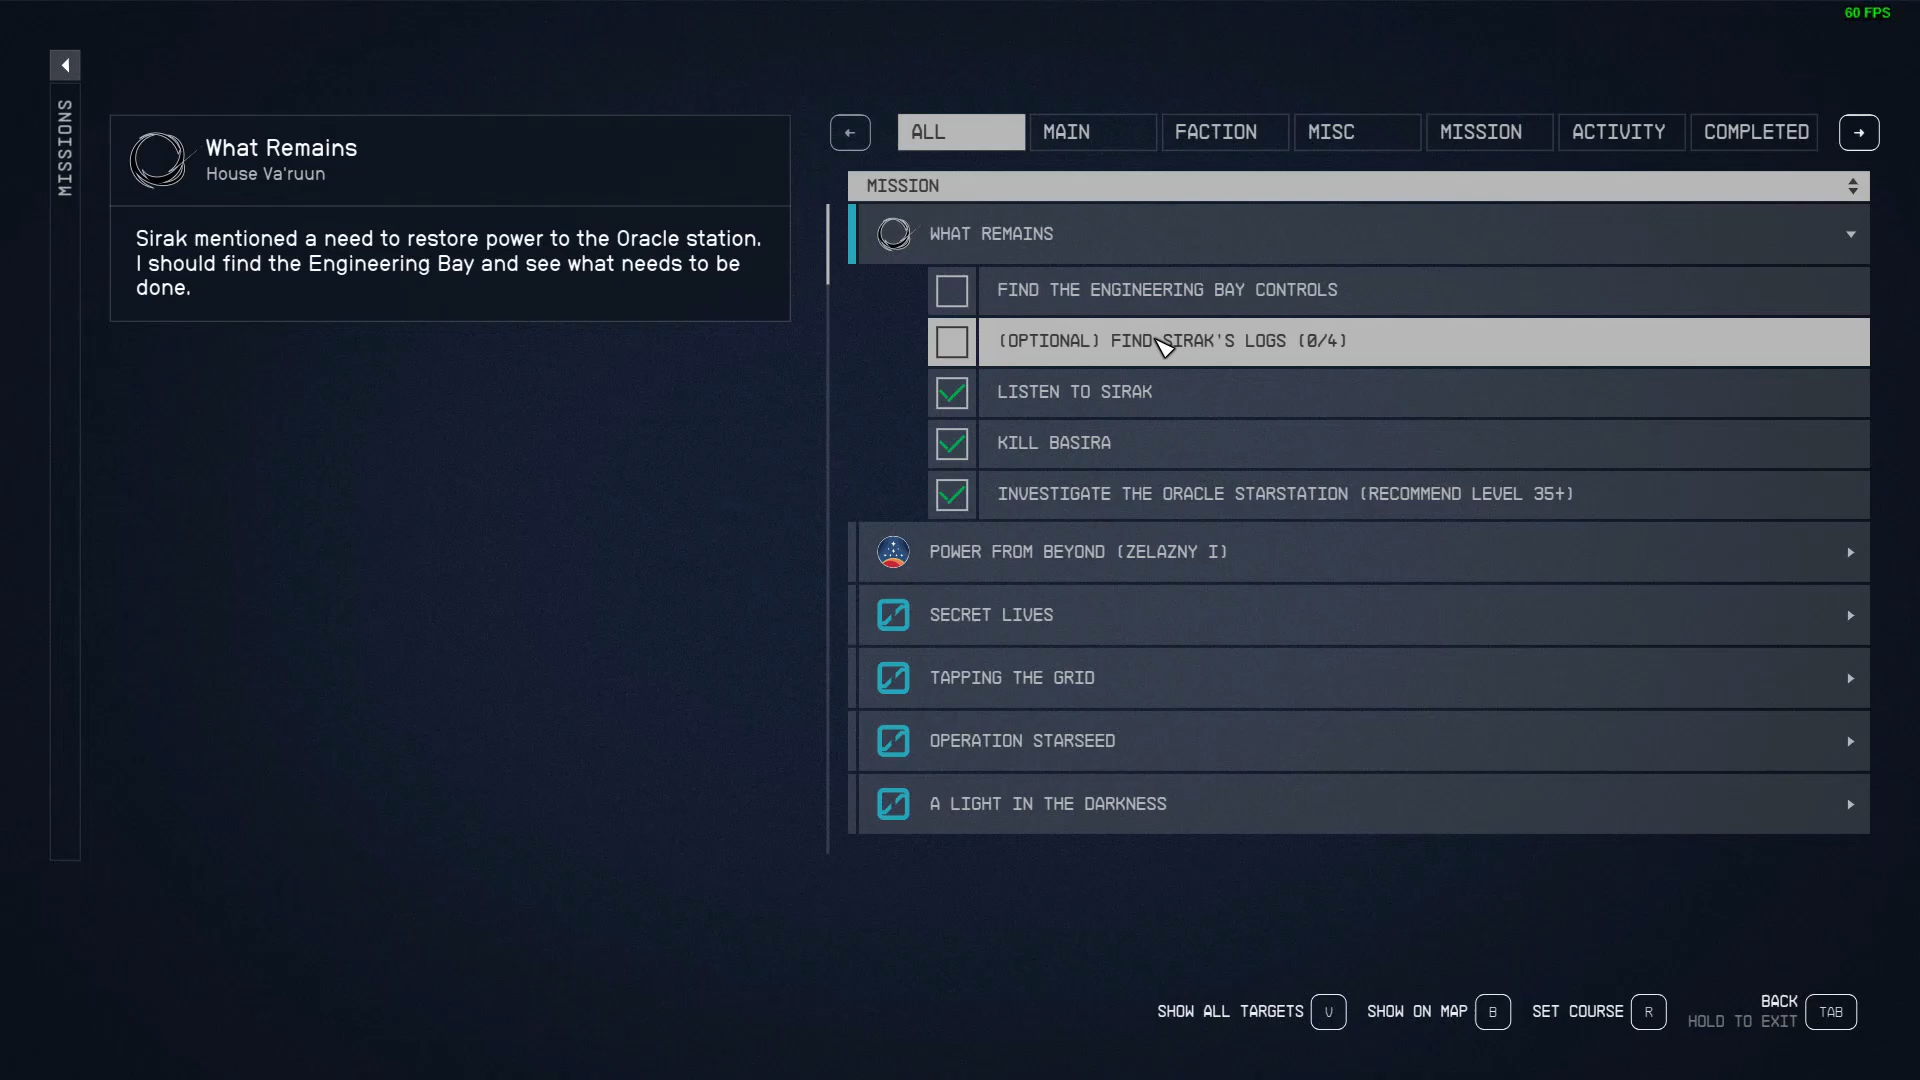 60 FPS
MISSIONS
What Remains
House Va'ruun
Sirak mentioned a need to restore power to the Oracle station.
I should find the Engineering Bay and see what needs to be
done.
ALL
MAIN
FACTION
MISC
MISSION
ACTIVITY
COMPLETED
MISSION
WHAT REMAINS
FIND THE ENGINEERING BAY CONTROLS
(OPTIONAL) FIND SIRAK'S LOGS (0/4)
LISTEN TO SIRAK
KILL BASIRA
INVESTIGATE THE ORACLE STARSTATION (RECOMMEND LEVEL 35+)
POWER FROM BEYOND (ZELAZNY I)
SECRET LIVES
TAPPING THE GRID
OPERATION STARSEED
A LIGHT IN THE DARKNESS
SHOW ALL TARGETS V
SHOW ON MAP B
SET COURSE R
BACK
HOLD TO EXIT
TAB